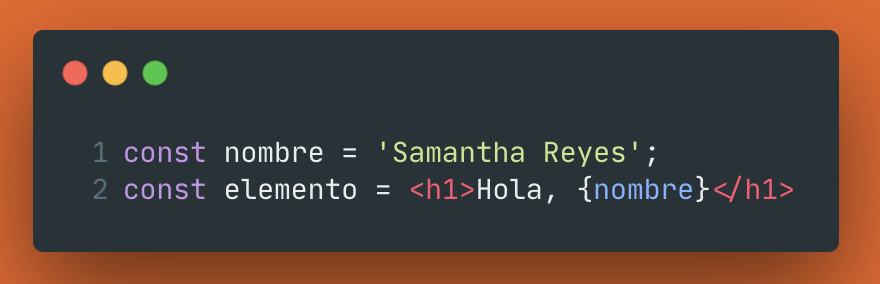 1 const nombre = 'Samantha Reyes';
2 const elemento = <h1>Hola, {nombre}</h1>